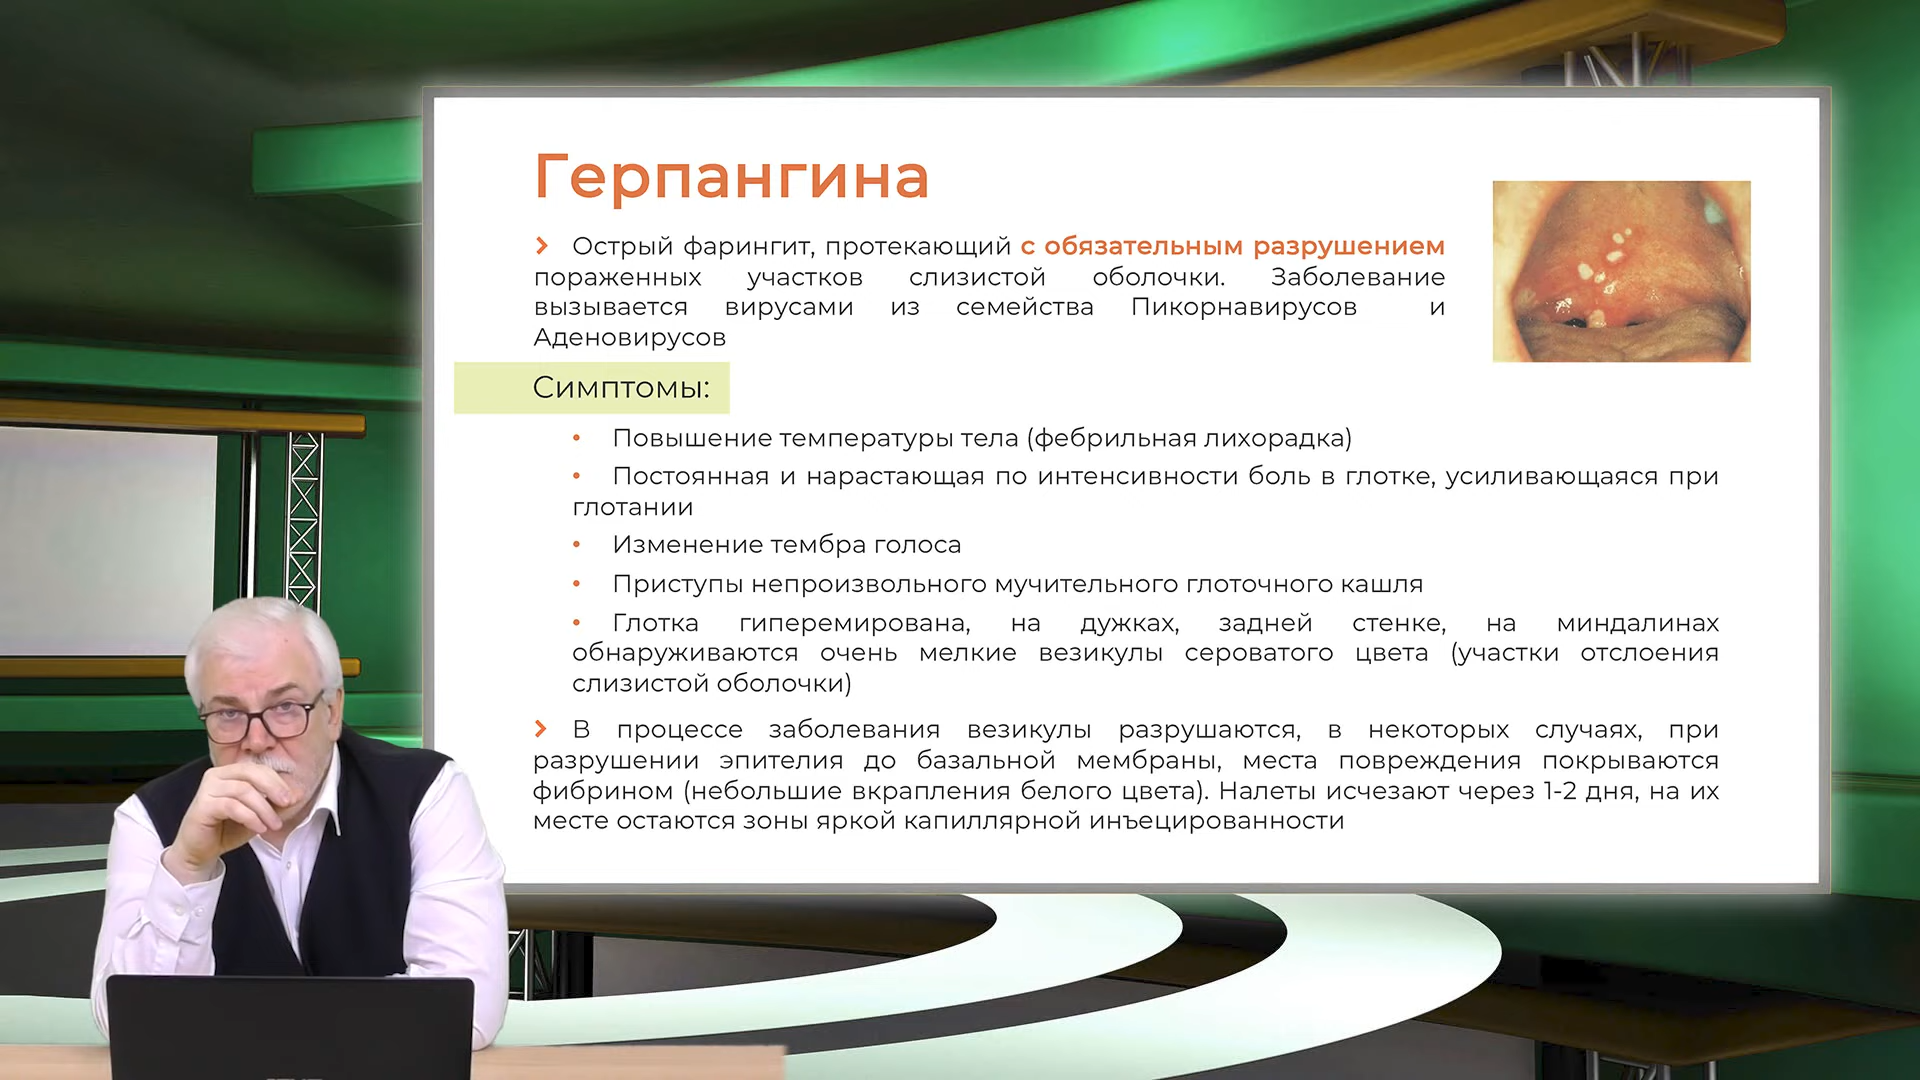 Герпангина
Острый фарингит, протекающий с обязательным разрушением
пораженных участков слизистой оболочки. Заболевание
вызывается вирусами из семейства Пикорнавирусов и
Аденовирусов
Симптомы:
• Повышение температуры тела (фебрильная лихорадка)
• Постоянная и нарастающая по интенсивности боль в глотке, усиливающаяся при
глотании
• Изменение тембра голоса
• Приступы непроизвольного мучительного глоточного кашля
• Глотка гиперемирована, на дужках, задней стенке, на миндалинах
обнаруживаются очень мелкие везикулы сероватого цвета (участки отслоения
слизистой оболочки)
В процессе заболевания везикулы разрушаются, в некоторых случаях, при
разрушении эпителия до базальной мембраны, места повреждения покрываются
фибрином (небольшие вкрапления белого цвета). Налеты исчезают через 1-2 дня, на их
месте остаются зоны яркой капиллярной инъецированности